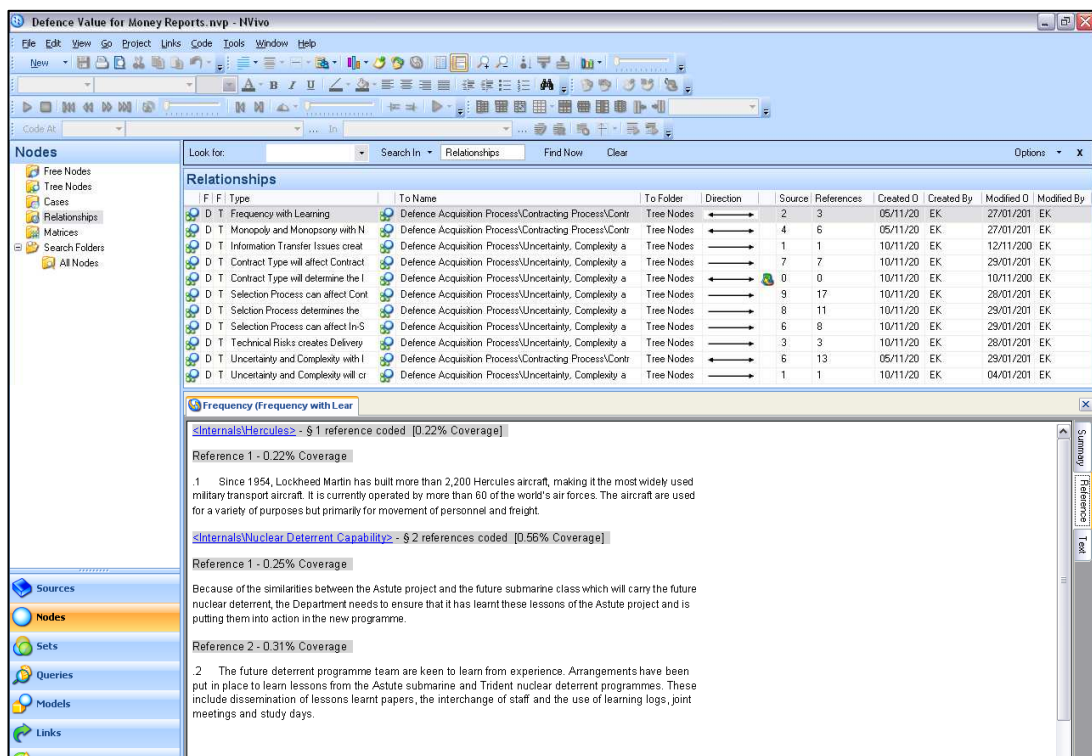 Defence Value for Money Reports.nvp - NVivo
File Edit View Go Project Links Code Tools Window Help
New
Code At In
Nodes
Look for: Search In Relationships Find Now Clear Options x
Free Nodes
Tree Nodes
Cases
Relationships
Matrices
Search Folders
All Nodes
Relationships
F F Type To Name To Folder Direction Source References Created O Created By Modified O Modified By
D T Frequency with Learning Defence Acquisition Process\Contracting Process\Contr Tree Nodes 2 3 05/11/20 EK 27/01/201 EK
D T Monopoly and Monopsony with N Defence Acquisition Process\Contracting Process\Contr Tree Nodes 4 6 05/11/20 EK 27/01/201 EK
D T Information Transfer Issues creat Defence Acquisition Process\Uncertainty, Complexity a Tree Nodes 1 1 10/11/20 EK 12/11/200 EK
D T Contract Type will affect Contract Defence Acquisition Process\Uncertainty, Complexity a Tree Nodes 7 7 10/11/20 EK 29/01/201 EK
D T Contract Type will determine the l Defence Acquisition Process\Uncertainty, Complexity a Tree Nodes 0 0 10/11/20 EK 10/11/200 EK
D T Selection Process can affect Cont Defence Acquisition Process\Uncertainty, Complexity a Tree Nodes 9 17 10/11/20 EK 28/01/201 EK
D T Selction Process determines the Defence Acquisition Process\Uncertainty, Complexity a Tree Nodes 8 11 10/11/20 EK 29/01/201 EK
D T Selection Process can affect In-S Defence Acquisition Process\Uncertainty, Complexity a Tree Nodes 6 8 10/11/20 EK 29/01/201 EK
D T Technical Risks creates Delivery Defence Acquisition Process\Uncertainty, Complexity a Tree Nodes 3 3 10/11/20 EK 28/01/201 EK
D T Uncertainty and Complexity with l Defence Acquisition Process\Contracting Process\Contr Tree Nodes 6 13 05/11/20 EK 29/01/201 EK
D T Uncertainty and Complexity will cr Defence Acquisition Process\Uncertainty, Complexity a Tree Nodes 1 1 10/11/20 EK 04/01/201 EK
Frequency (Frequency with Lear
<Internals\Hercules> - § 1 reference coded [0.22% Coverage]
Reference 1 - 0.22% Coverage
.1 Since 1954, Lockheed Martin has built more than 2,200 Hercules aircraft, making it the most widely used
military transport aircraft. It is currently operated by more than 60 of the world's air forces. The aircraft are used
for a variety of purposes but primarily for movement of personnel and freight.
<Internals\Nuclear Deterrent Capability> - § 2 references coded [0.56% Coverage]
Reference 1 - 0.25% Coverage
Because of the similarities between the Astute project and the future submarine class which will carry the future
nuclear deterrent, the Department needs to ensure that it has learnt these lessons of the Astute project and is
putting them into action in the new programme.
Reference 2 - 0.31% Coverage
.2 The future deterrent programme team are keen to learn from experience. Arrangements have been
put in place to learn lessons from the Astute submarine and Trident nuclear deterrent programmes. These
include dissemination of lessons learnt papers, the interchange of staff and the use of learning logs, joint
meetings and study days.
Summary
Reference
Text
Sources
Nodes
Sets
Queries
Models
Links